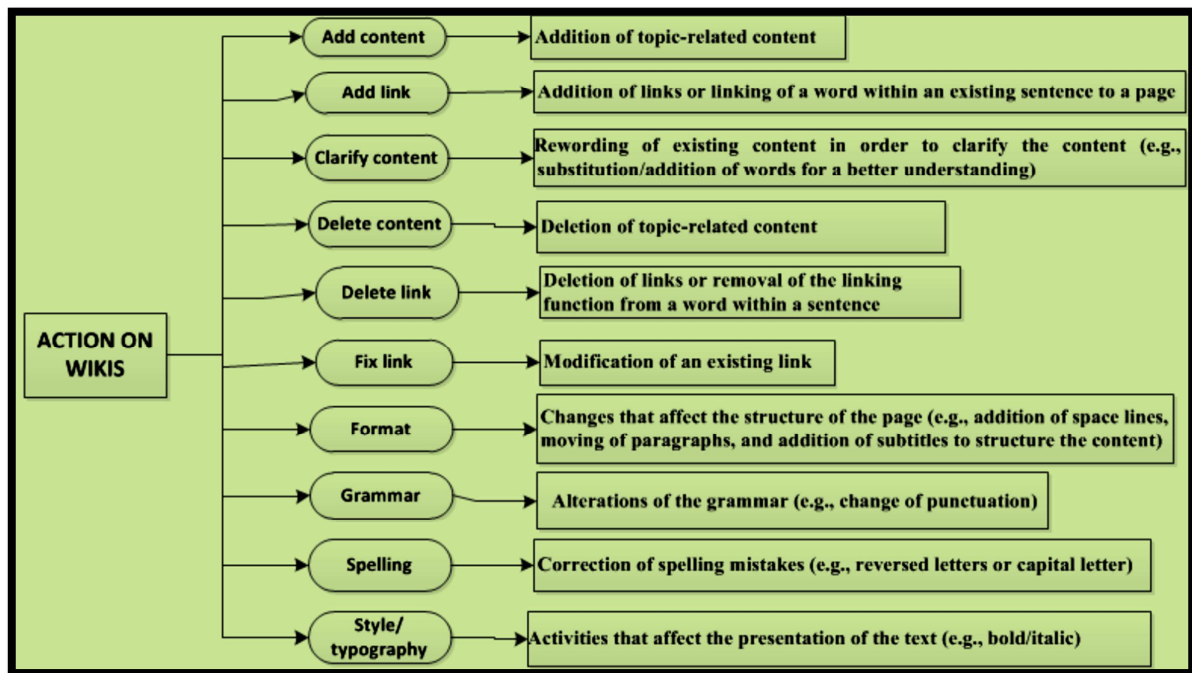 Add content
Addition of topic-related content
Add link
Addition of links or linking of a word within an existing sentence to a page
Clarify content
Rewording of existing content in order to clarify the content (e.g.,
substitution/addition of words for a better understanding)
Delete content
Deletion of topic-related content
Delete link
Deletion of links or removal of the linking
function from a word within a sentence
ACTION ON
WIKIS
Fix link
Modification of an existing link
Format
Changes that affect the structure of the page (e.g., addition of space lines,
moving of paragraphs, and addition of subtitles to structure the content)
Grammar
Alterations of the grammar (e.g., change of punctuation)
Spelling
Correction of spelling mistakes (e.g., reversed letters or capital letter)
Style/
typography
Activities that affect the presentation of the text (e.g., bold/italic)